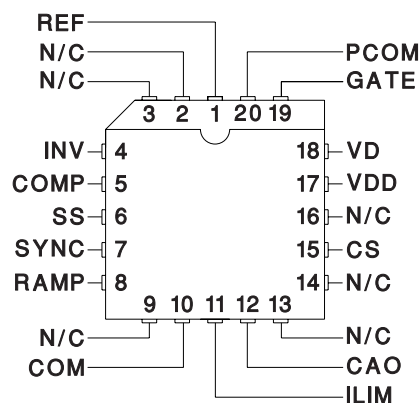 REF
N/C PCOM
N/C GATE
3 2 1 20 19
INV 4 18 VD
COMP 5 17 VDD
SS 6 16 N/C
SYNC 7 15 CS
RAMP 8 14 N/C
9 10 11 12 13
N/C N/C
COM CAO
ILIM